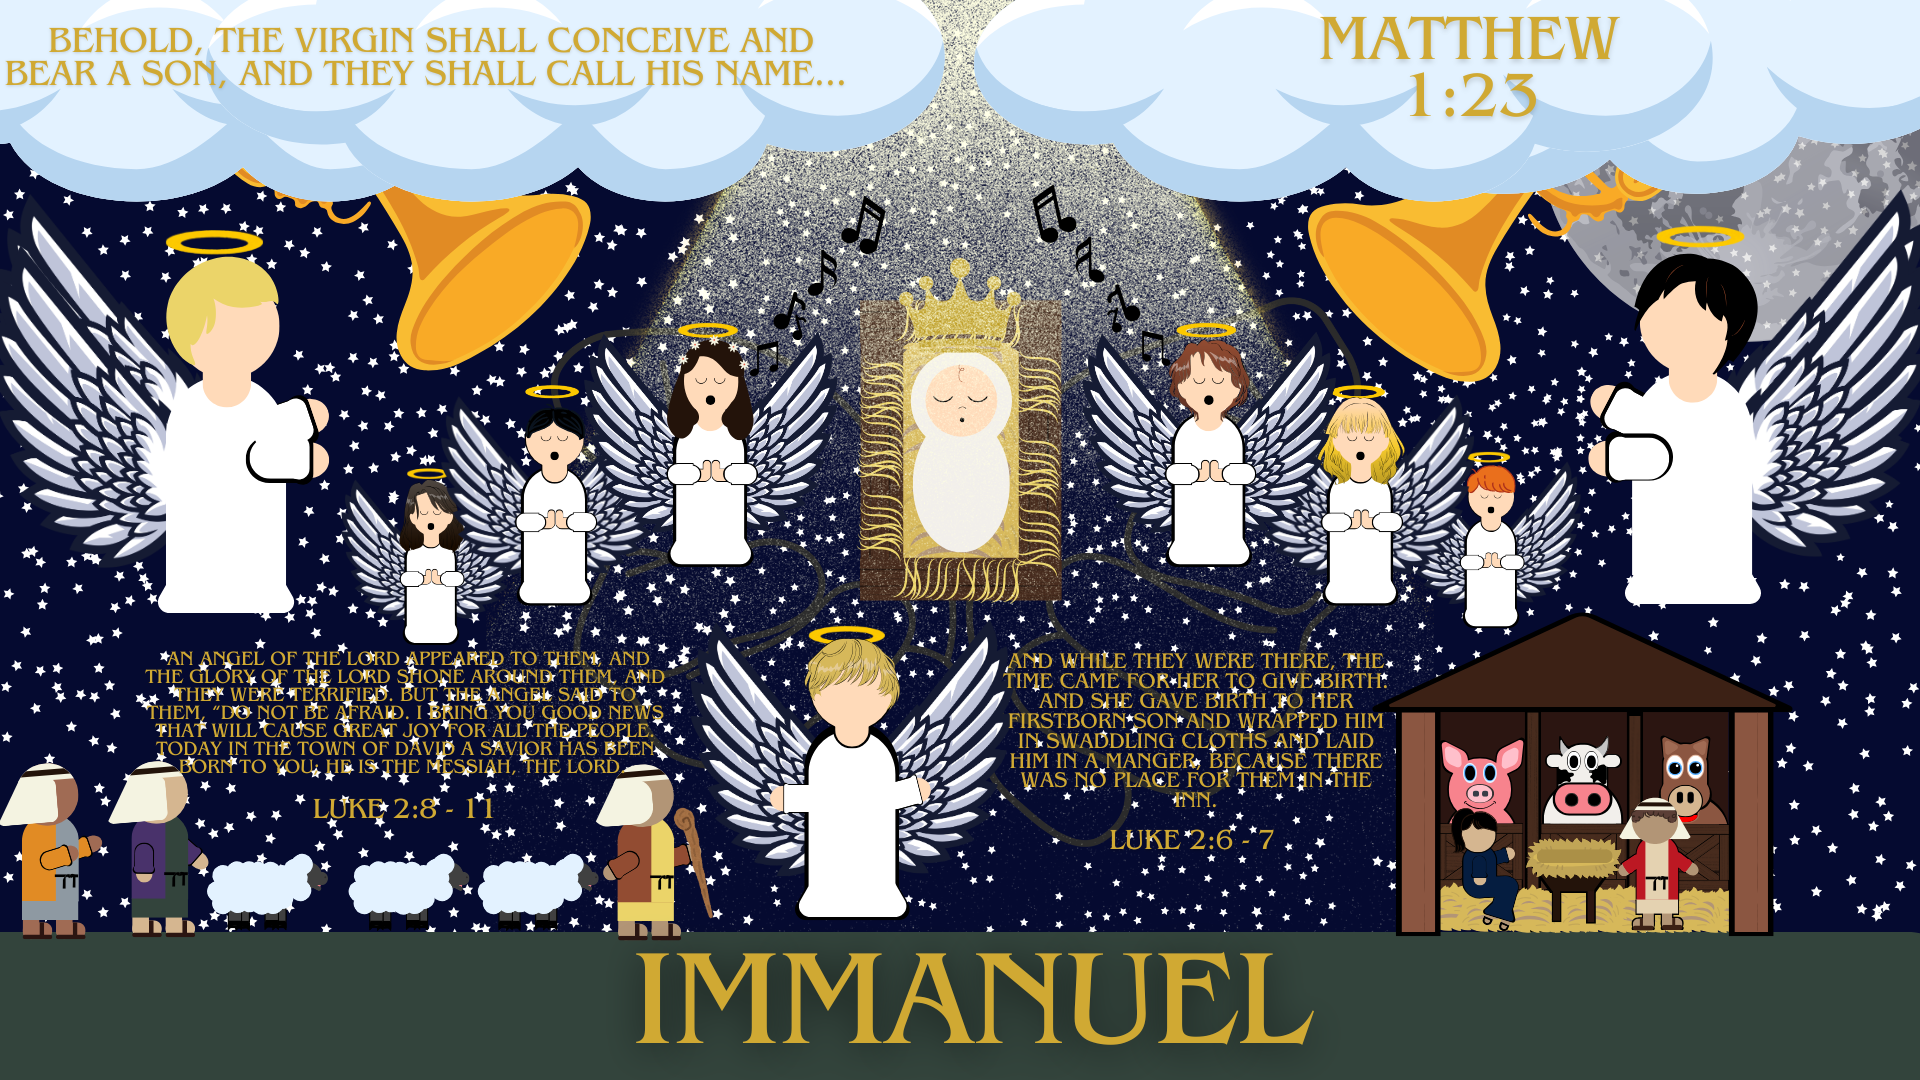 BEHOLD, THE VIRGIN SHALL CONCEIVE AND
BEAR A SON, AND THEY SHALL CALL HIS NAME...
MATTHEW
1:23
AN ANGEL OF THE LORD APPEARED TO THEM, AND
THE GLORY OF THE LORD SHONE AROUND THEM, AND
THEY WERE TERRIFIED. BUT THE ANGEL SAID TO
THEM, “DO NOT BE AFRAID. I BRING YOU GOOD NEWS
THAT WILL CAUSE GREAT JOY FOR ALL THE PEOPLE.
TODAY IN THE TOWN OF DAVID A SAVIOR HAS BEEN
BORN TO YOU; HE IS THE MESSIAH, THE LORD.
LUKE 2:8 - 11
AND WHILE THEY WERE THERE, THE
TIME CAME FOR HER TO GIVE BIRTH.
AND SHE GAVE BIRTH TO HER
FIRSTBORN SON AND WRAPPED HIM
IN SWADDLING CLOTHS AND LAID
HIM IN A MANGER, BECAUSE THERE
WAS NO PLACE FOR THEM IN THE
INN.
LUKE 2:6 - 7
IMMANUEL